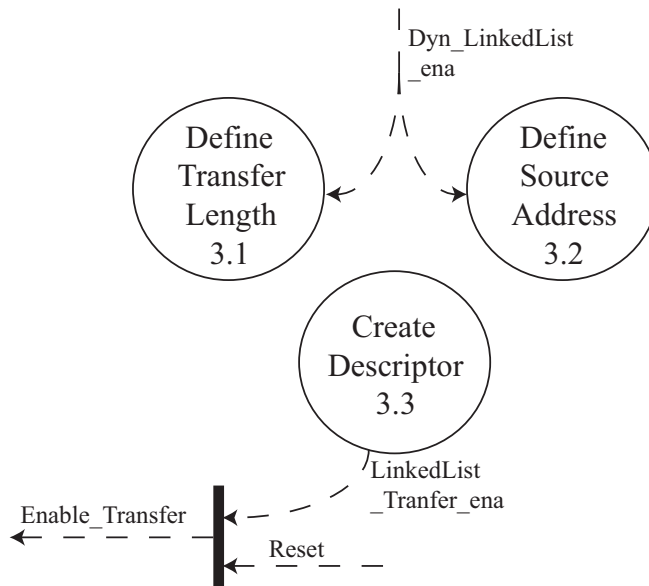 Dyn_LinkedList
_ena
Define
Transfer
Length
3.1
Define
Source
Address
3.2
Create
Descriptor
3.3
LinkedList
_Tranfer_ena
Enable_Transfer
Reset